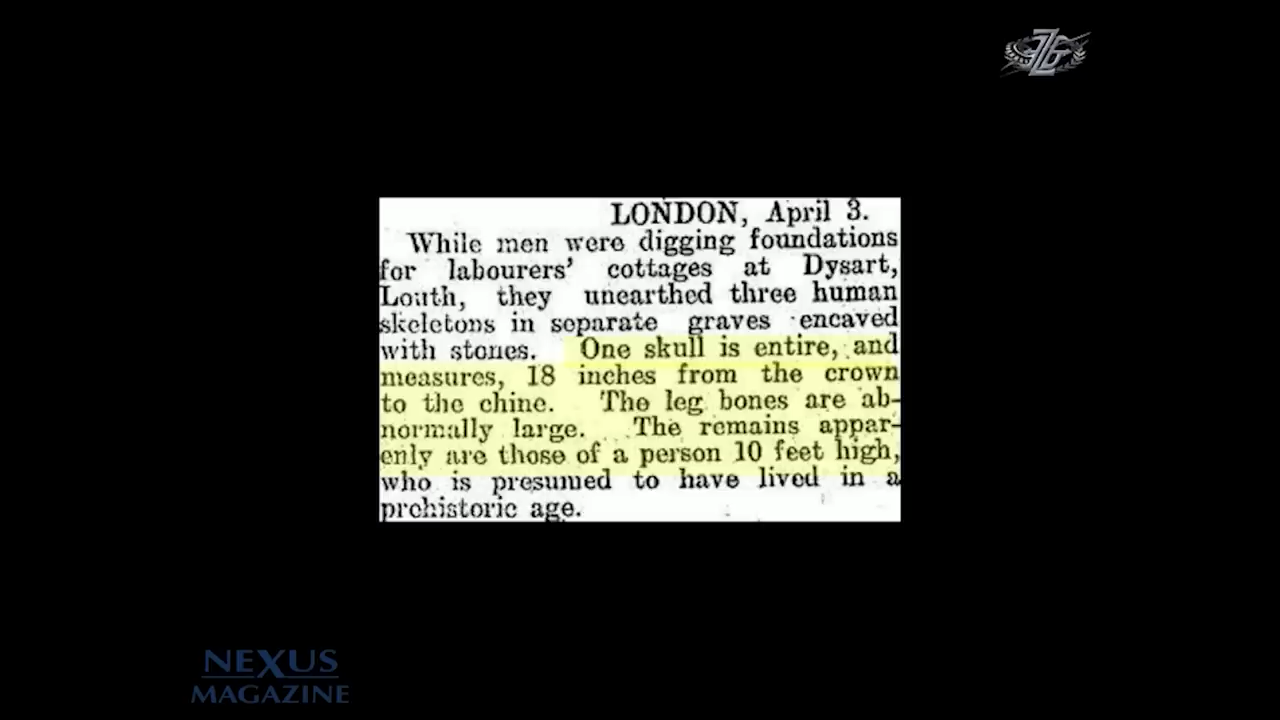 LONDON, April 3.
While men were digging foundations
for labourers' cottages at Dysart,
Louth, they unearthed three human
skeletons in separate graves encaved
with stones. One skull is entire, and
measures, 18 inches from the crown
to the chine. The leg bones are ab-
normally large. The remains appar-
enly are those of a person 10 feet high,
who is presumed to have lived in a
prehistoric age.
NEXUS
MAGAZINE